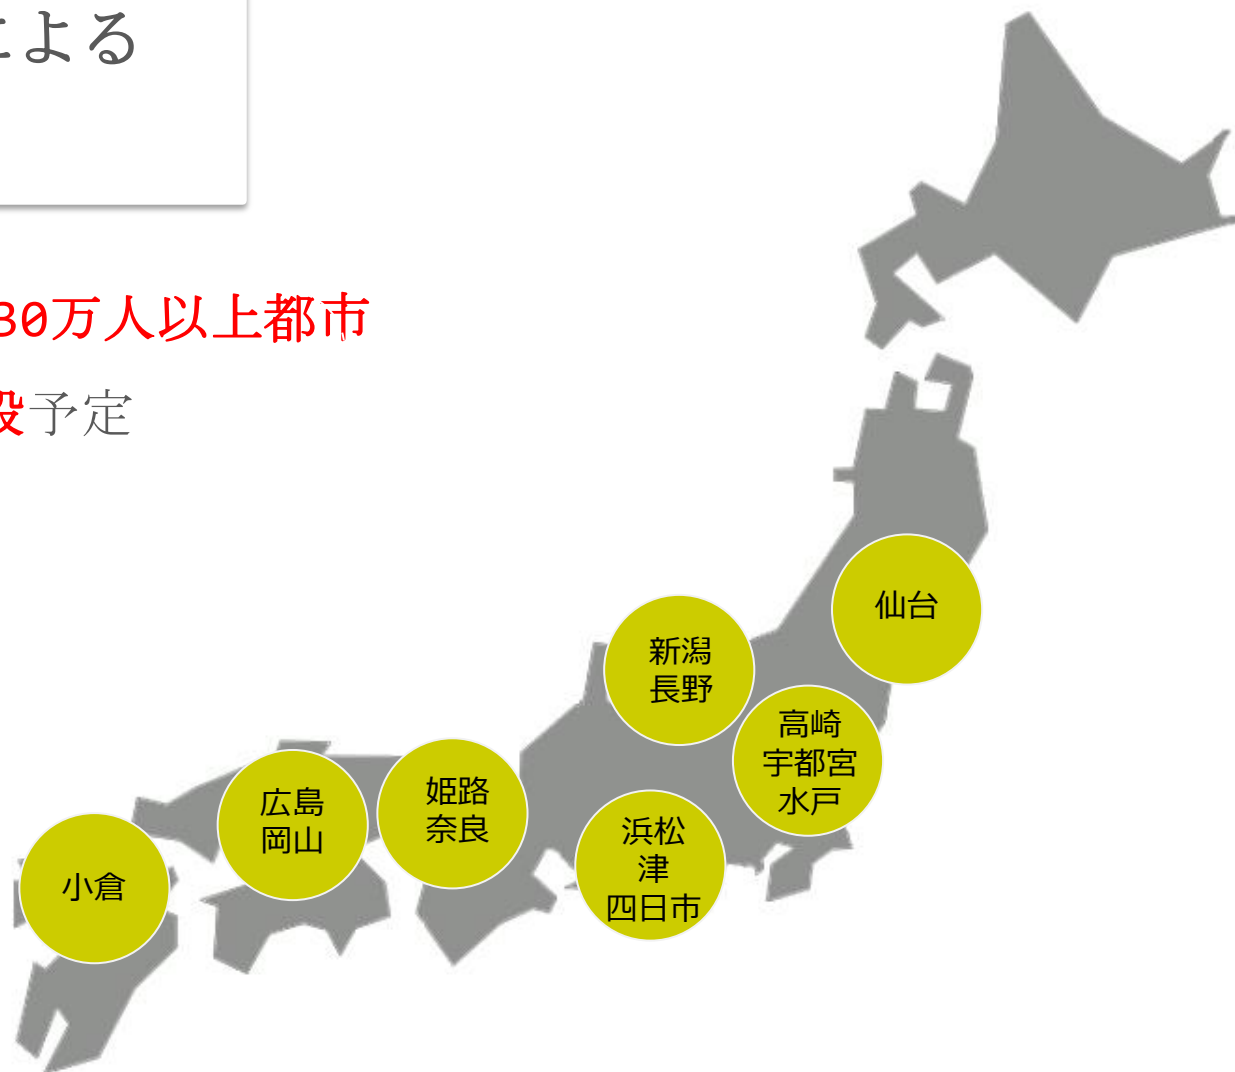 による
30万人以上都市
設予定
仙台
新潟
長野
高崎
宇都宮
水戸
姫路
奈良
広島
岡山
浜松
津
四日市
小倉